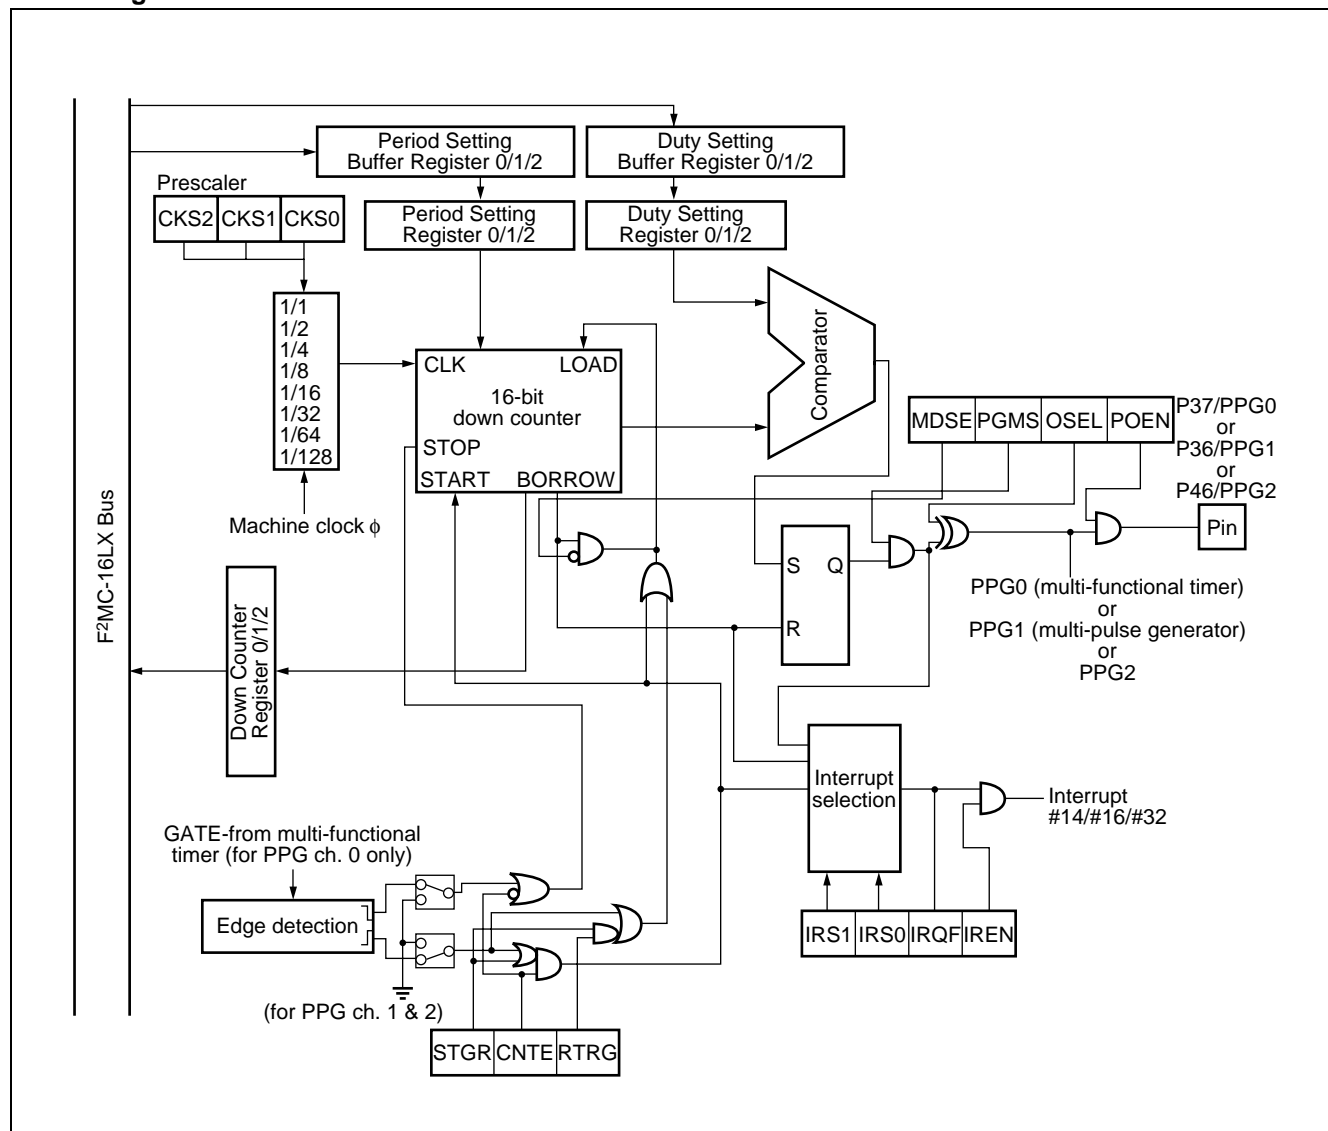 Period Setting
Buffer Register 0/1/2
Duty Setting
Buffer Register 0/1/2
Prescaler
CKS2 CKS1 CKS0
Period Setting
Register 0/1/2
Duty Setting
Register 0/1/2
1/1
1/2
1/4
1/8
1/16
1/32
1/64
1/128
CLK
LOAD
16-bit
down counter
STOP
START
BORROW
Comparator
MDSE PGMS OSEL POEN
P37/PPG0
or
P36/PPG1
or
P46/PPG2
Pin
Machine clock ϕ
F²MC-16LX Bus
S
Q
R
PPG0 (multi-functional timer)
or
PPG1 (multi-pulse generator)
or
PPG2
Down Counter
Register 0/1/2
Interrupt
selection
Interrupt
#14/#16/#32
GATE-from multi-functional
timer (for PPG ch. 0 only)
Edge detection
IRS1 IRS0 IRQF IREN
(for PPG ch. 1 & 2)
STGR CNTE RTRG